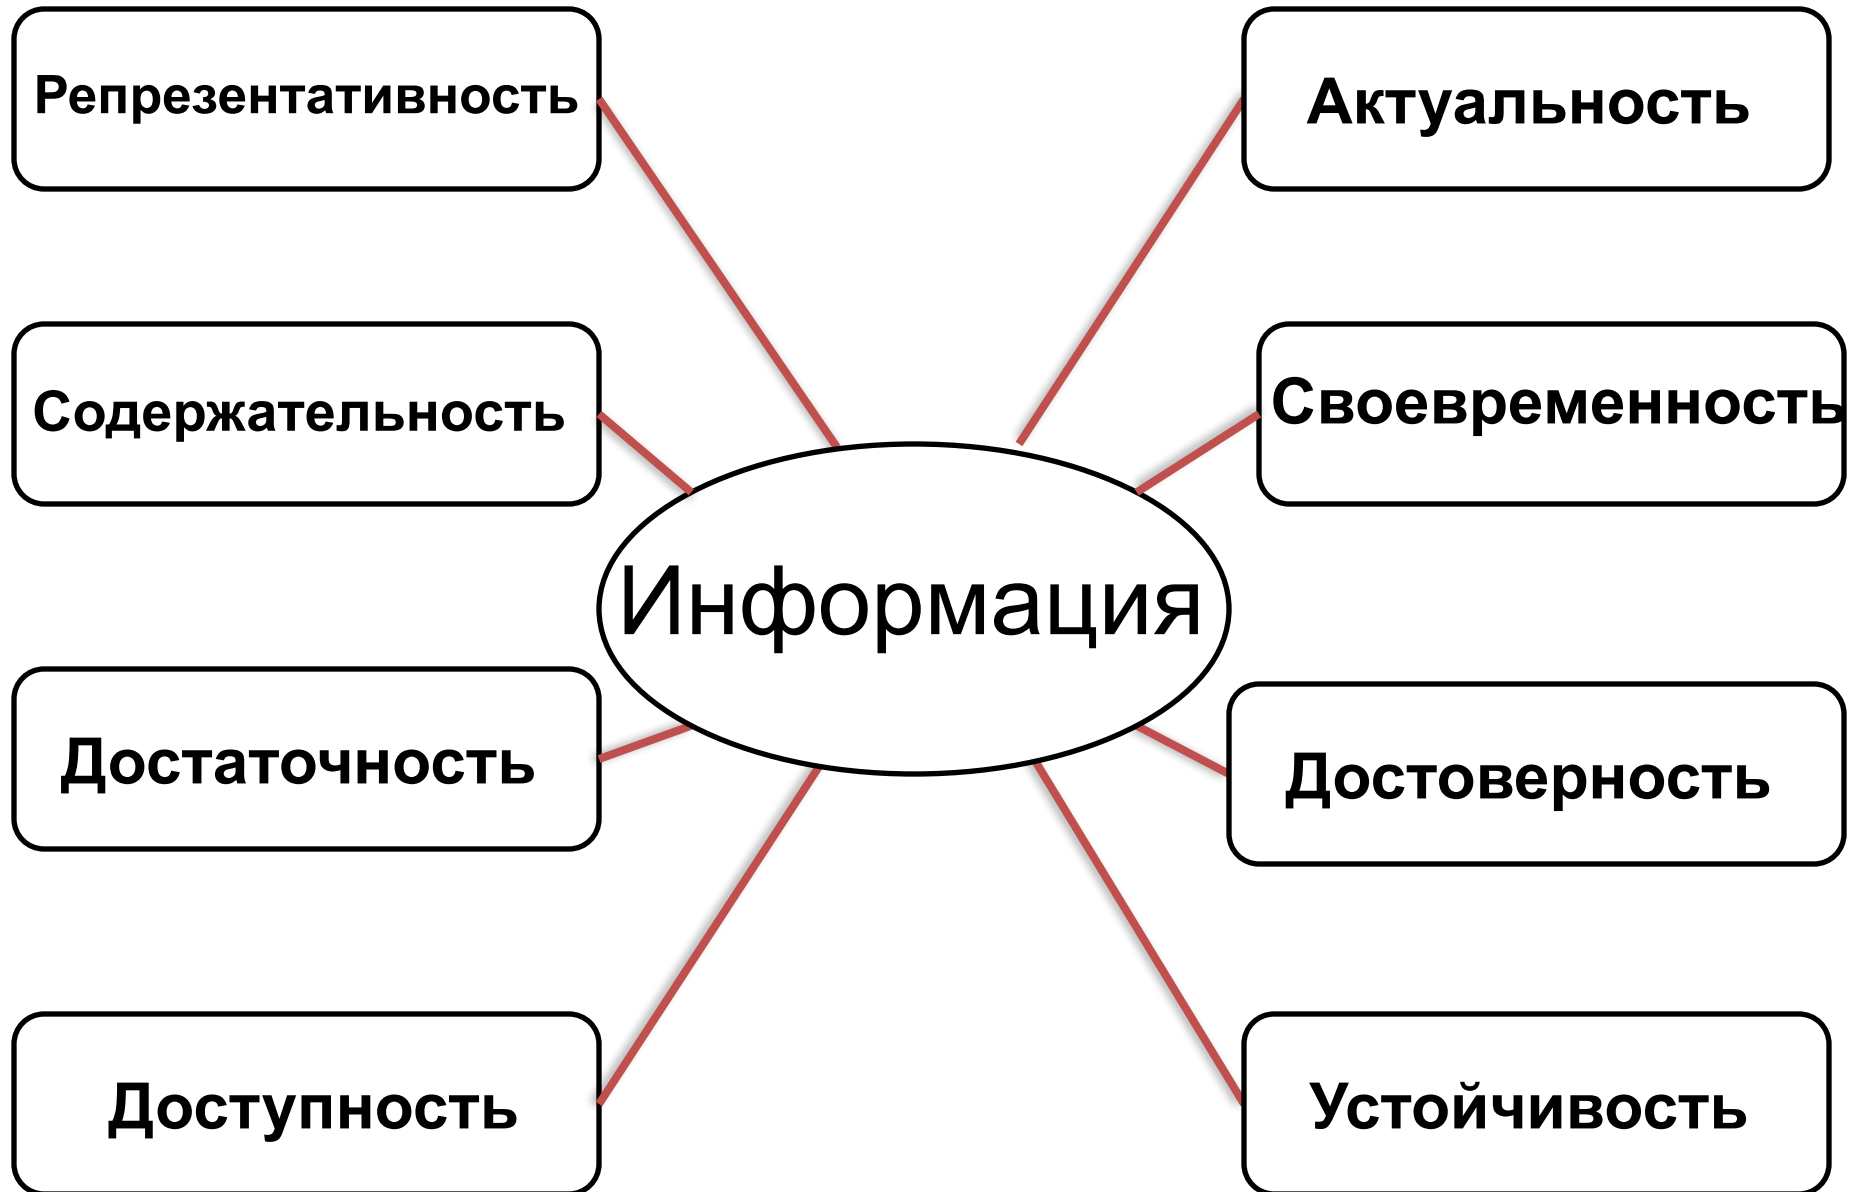 Репрезентативность
Актуальность
Содержательность
Своевременность
Информация
Достаточность
Достоверность
Доступность
Устойчивость